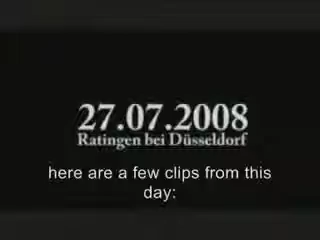 27.07.2008
Ratingen bei Düsseldorf
here are a few clips from this
day: